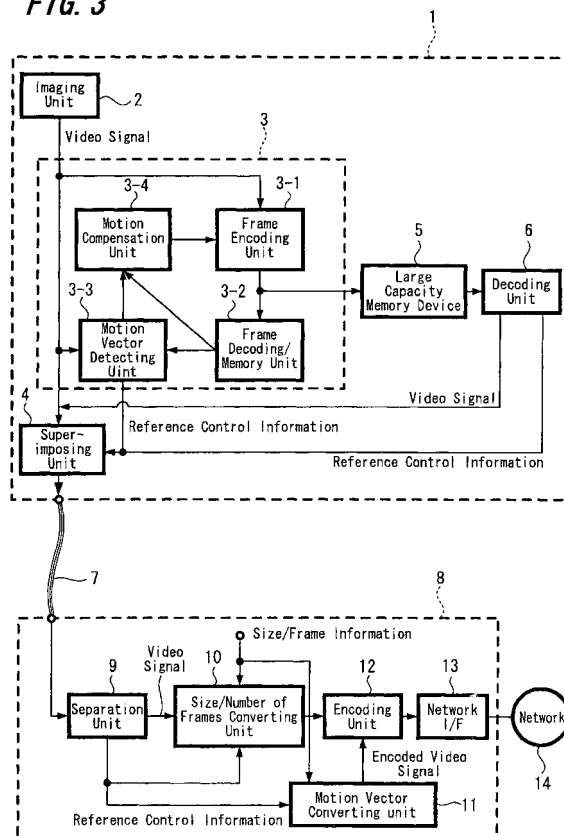 FIG. 3
1
Imaging
Unit
2
Video Signal
3
3-4
3-1
Motion
Compensation
Unit
Frame
Encoding
Unit
5
6
Large
Capacity
Memory Device
Decoding
Unit
3-3
3-2
Motion
Vector
Detecting
Uint
Frame
Decoding/
Memory Unit
Video Signal
4
Reference Control Information
Super-
imposing
Unit
Reference Control Information
7
8
Size/Frame Information
Video
Signal
9
10
12
13
Separation
Unit
Size/Number of
Frames Converting
Unit
Encoding
Unit
Network
I/F
Network
14
Encoded Video
Signal
Motion Vector
Converting unit
11
Reference Control Information